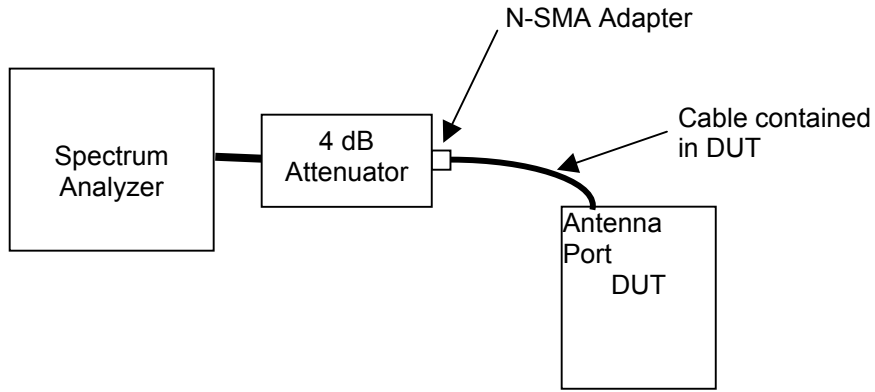 N-SMA Adapter
Spectrum
Analyzer
4 dB
Attenuator
Cable contained
in DUT
Antenna
Port
DUT